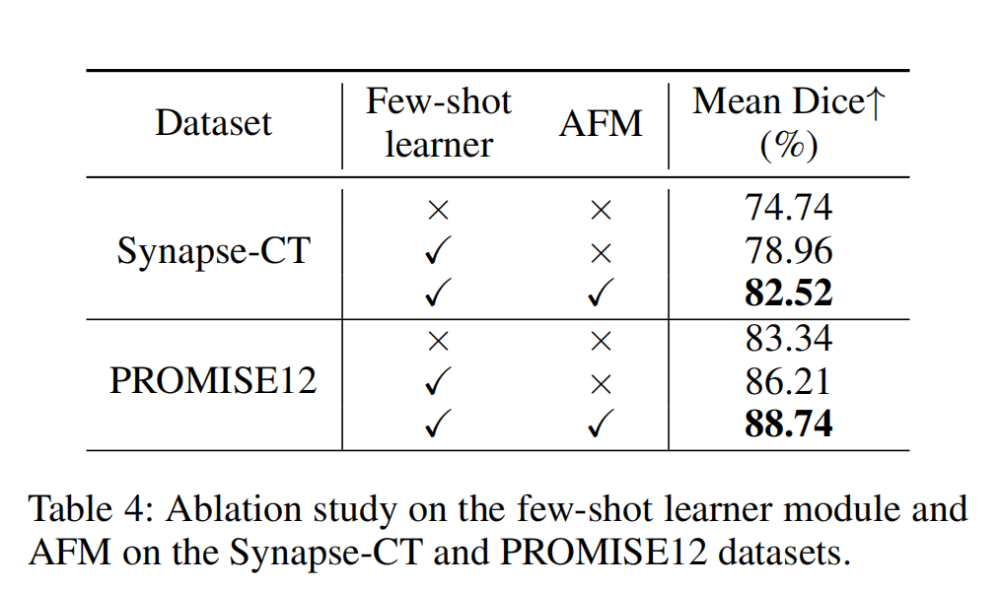 Dataset Few-shot learner AFM Mean Dice↑ (%)
× × 74.74
Synapse-CT ✓ × 78.96
✓ ✓ 82.52
× × 83.34
PROMISE12 ✓ × 86.21
✓ ✓ 88.74
Table 4: Ablation study on the few-shot learner module and
AFM on the Synapse-CT and PROMISE12 datasets.